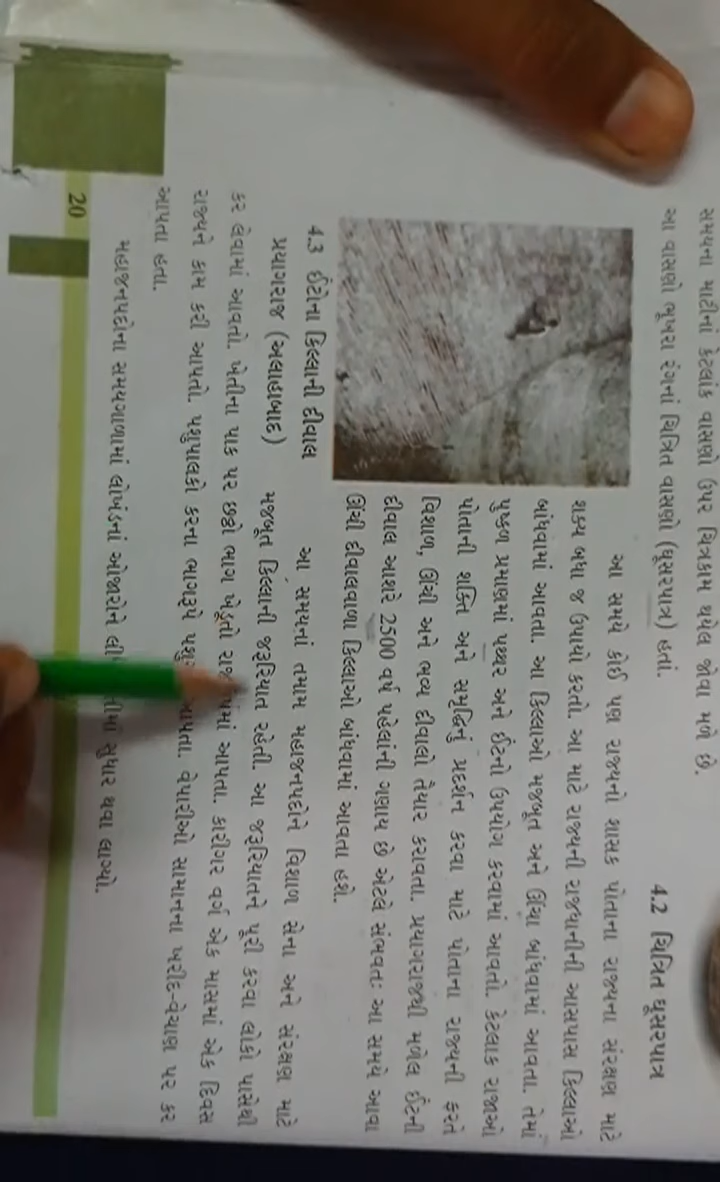 સમયના માટીનાં કેટલાક વાસણો ઉપર ચિત્રકામ થયેલ જોવા મળે છે.
આ વાસણો ભૂખરા રંગનાં ચિત્રિત વાસણો (ધૂસરપાત્ર) હતાં.
4.2 ચિત્રિત ધૂસરપાત્ર
આ સમયે કોઈ પણ રાજ્યનો શાસક પોતાના રાજ્યના સંરક્ષણ માટે
શક્ય બધા જ ઉપાયો કરતો. આ માટે રાજ્યની રાજધાનીની આસપાસ કિલ્લાઓ
બાંધવામાં આવતા. આ કિલ્લાઓ મજબૂત અને ઊંચા બાંધવામાં આવતા. તેમાં
પુષ્કળ પ્રમાણમાં પથ્થર અને ઈંટનો ઉપયોગ કરવામાં આવતો. કેટલાક રાજાઓ
પોતાની શક્તિ અને સમૃદ્ધિનું પ્રદર્શન કરવા માટે પોતાના રાજ્યની ફરતે
વિશાળ, ઊંચી અને ભવ્ય દીવાલો તૈયાર કરાવતા. પ્રયાગરાજથી મળેલ ઈંટની
દીવાલ આશરે 2500 વર્ષ પહેલાંની ગણાય છે એટલે સંભવતઃ આ સમયે આવા
ઊંચી દીવાલવાળા કિલ્લાઓ બાંધવામાં આવતા હશે.
4.3 ઈંટોના કિલ્લાની દીવાલ
પ્રયાગરાજ (અલાહાબાદ)
આ સમયનાં તમામ મહાજનપદોને વિશાળ સેના અને સંરક્ષણ માટે
મજબૂત કિલ્લાની જરૂરિયાત રહેતી. આ જરૂરિયાતને પૂરી કરવા લોકો પાસેથી
કર લેવામાં આવતો. ખેતીના પાક પર છઠ્ઠો ભાગ ખેડૂતો આપતા. કારીગર વર્ગ એક માસમાં એક દિવસ
રાજ્યને કામ કરી આપતો. પશુપાલકો કરના ભાગરૂપે આપતા. વેપારીઓ સામાનના ખરીદ-વેચાણ પર કર
આપતા હતા.
મહાજનપદોના સમયગાળામાં લોખંડનાં ઓજારોને સુધાર થવા લાગ્યો.
20